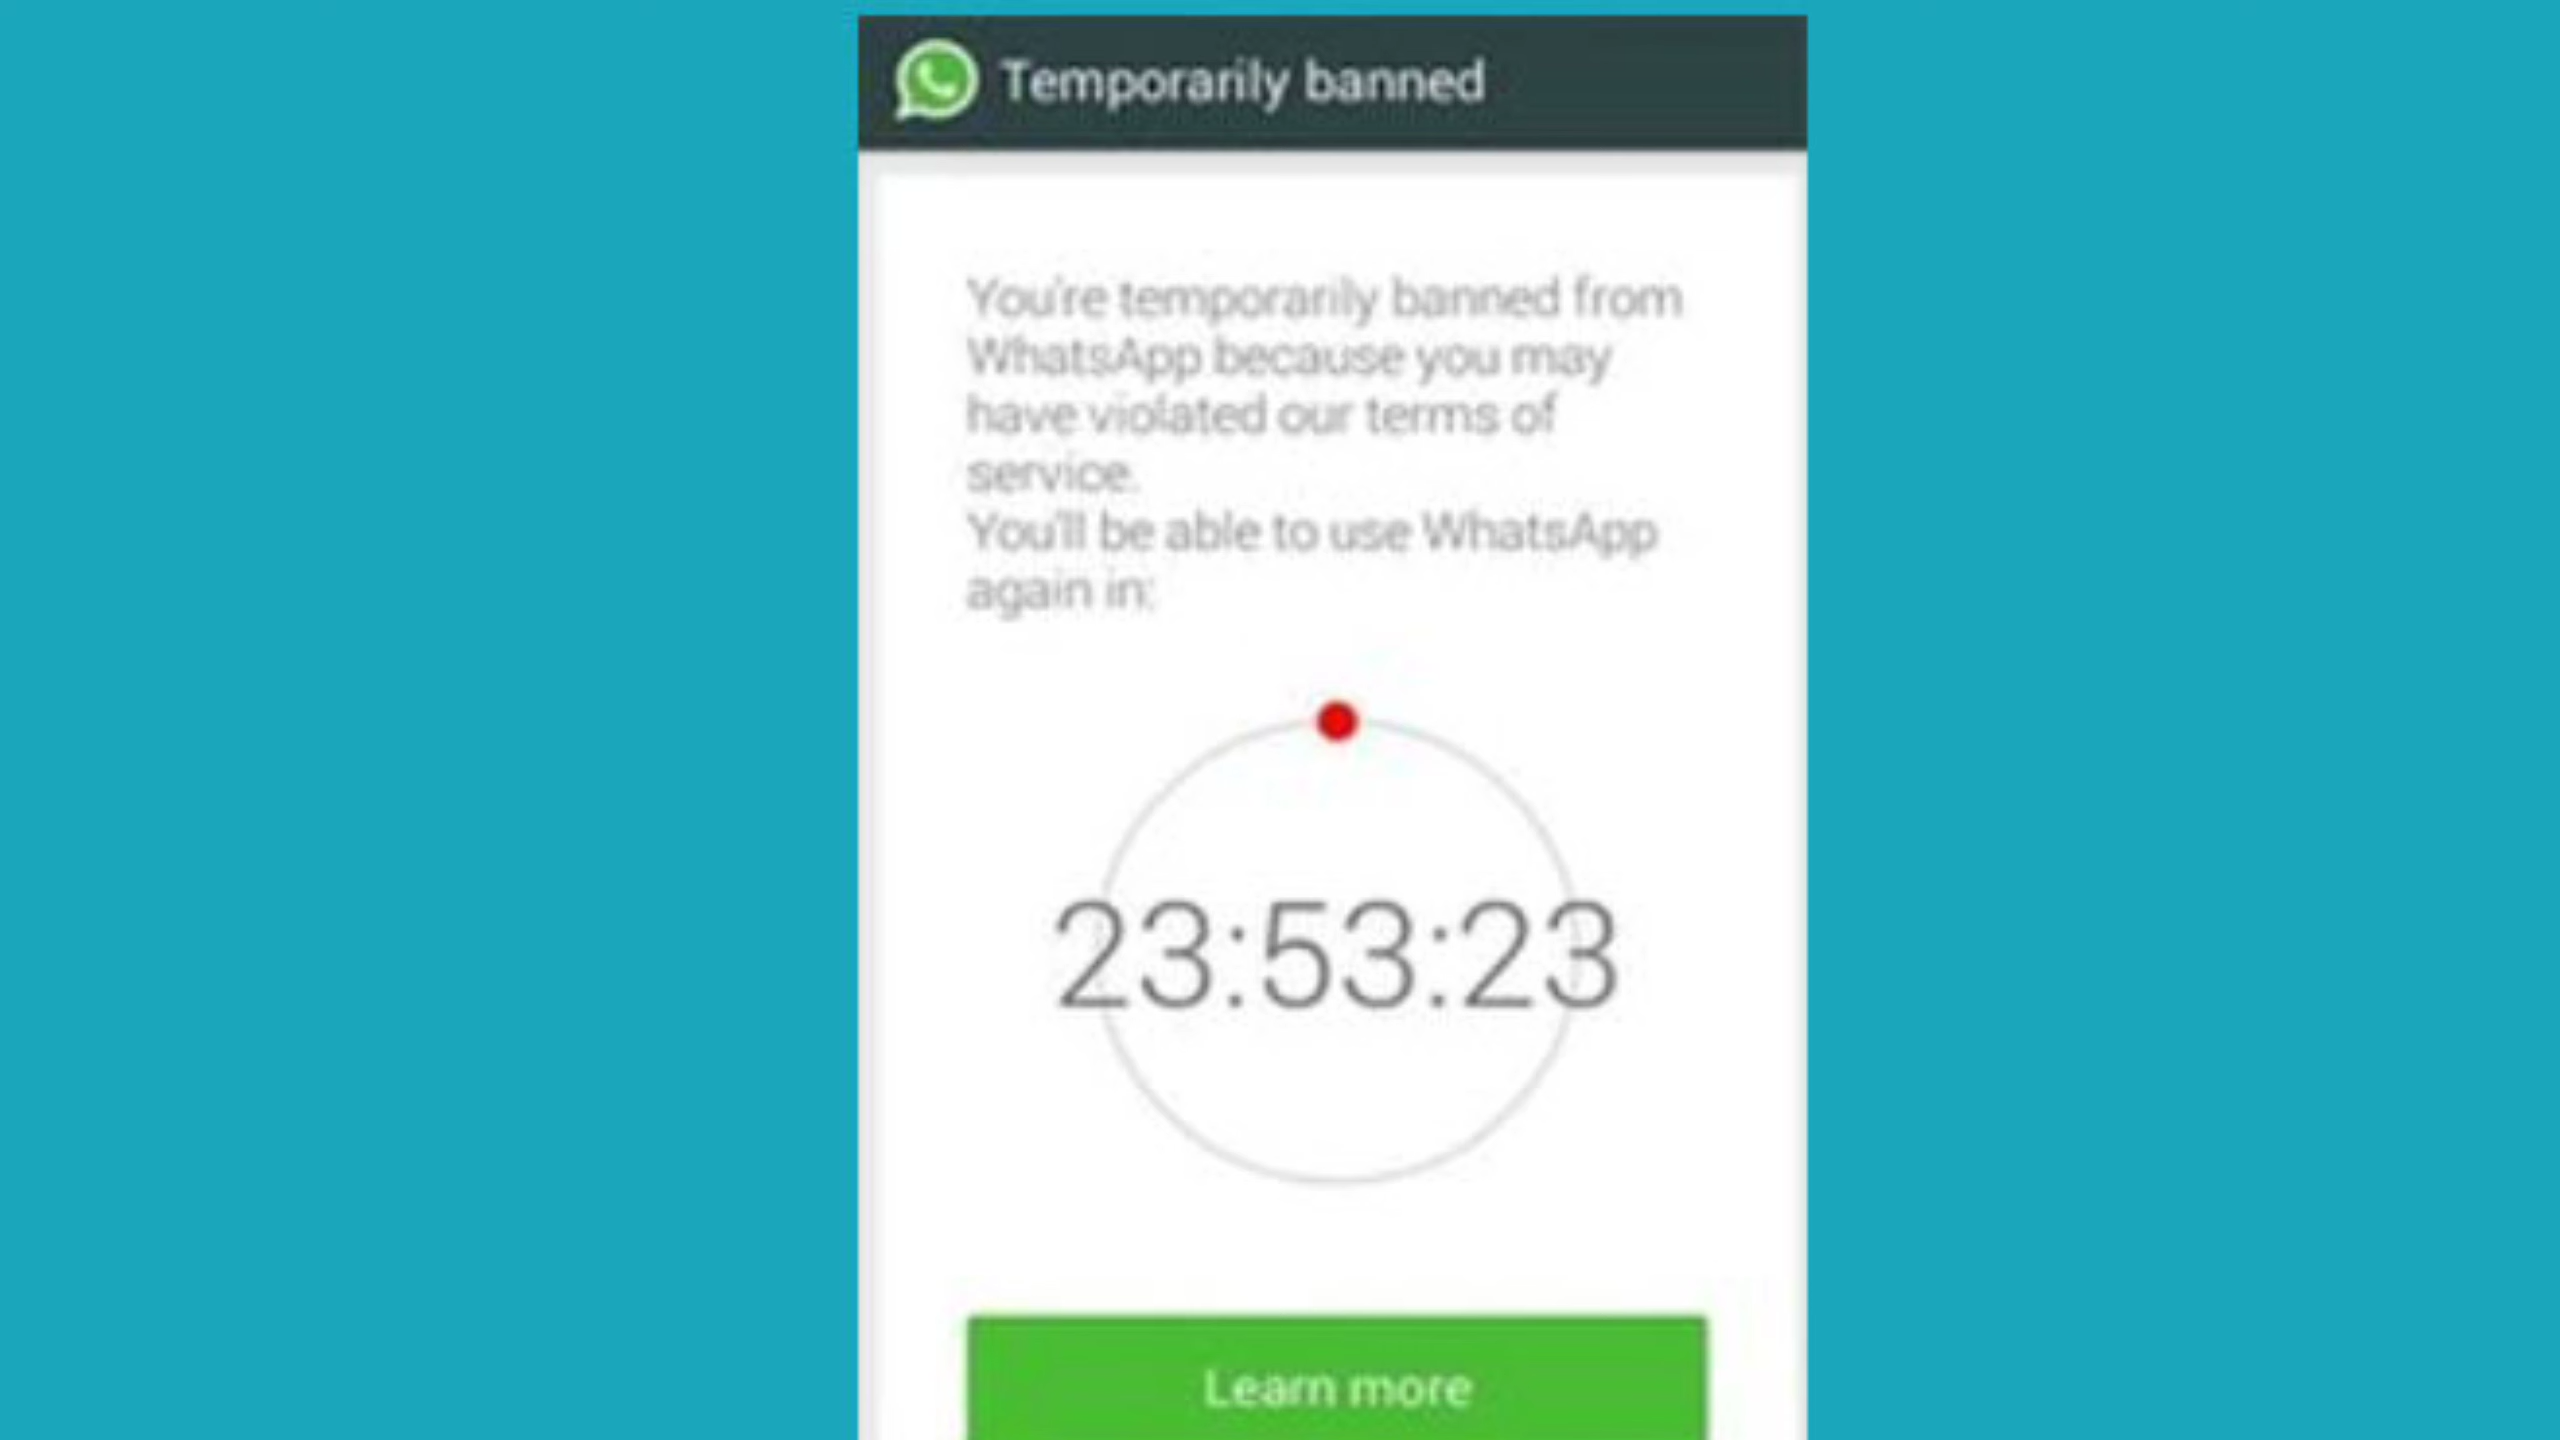 Temporarily banned
You're temporarily banned from
WhatsApp because you may
have violated our terms of
service.
You'll be able to use WhatsApp
again in:
23:53:23
Learn more